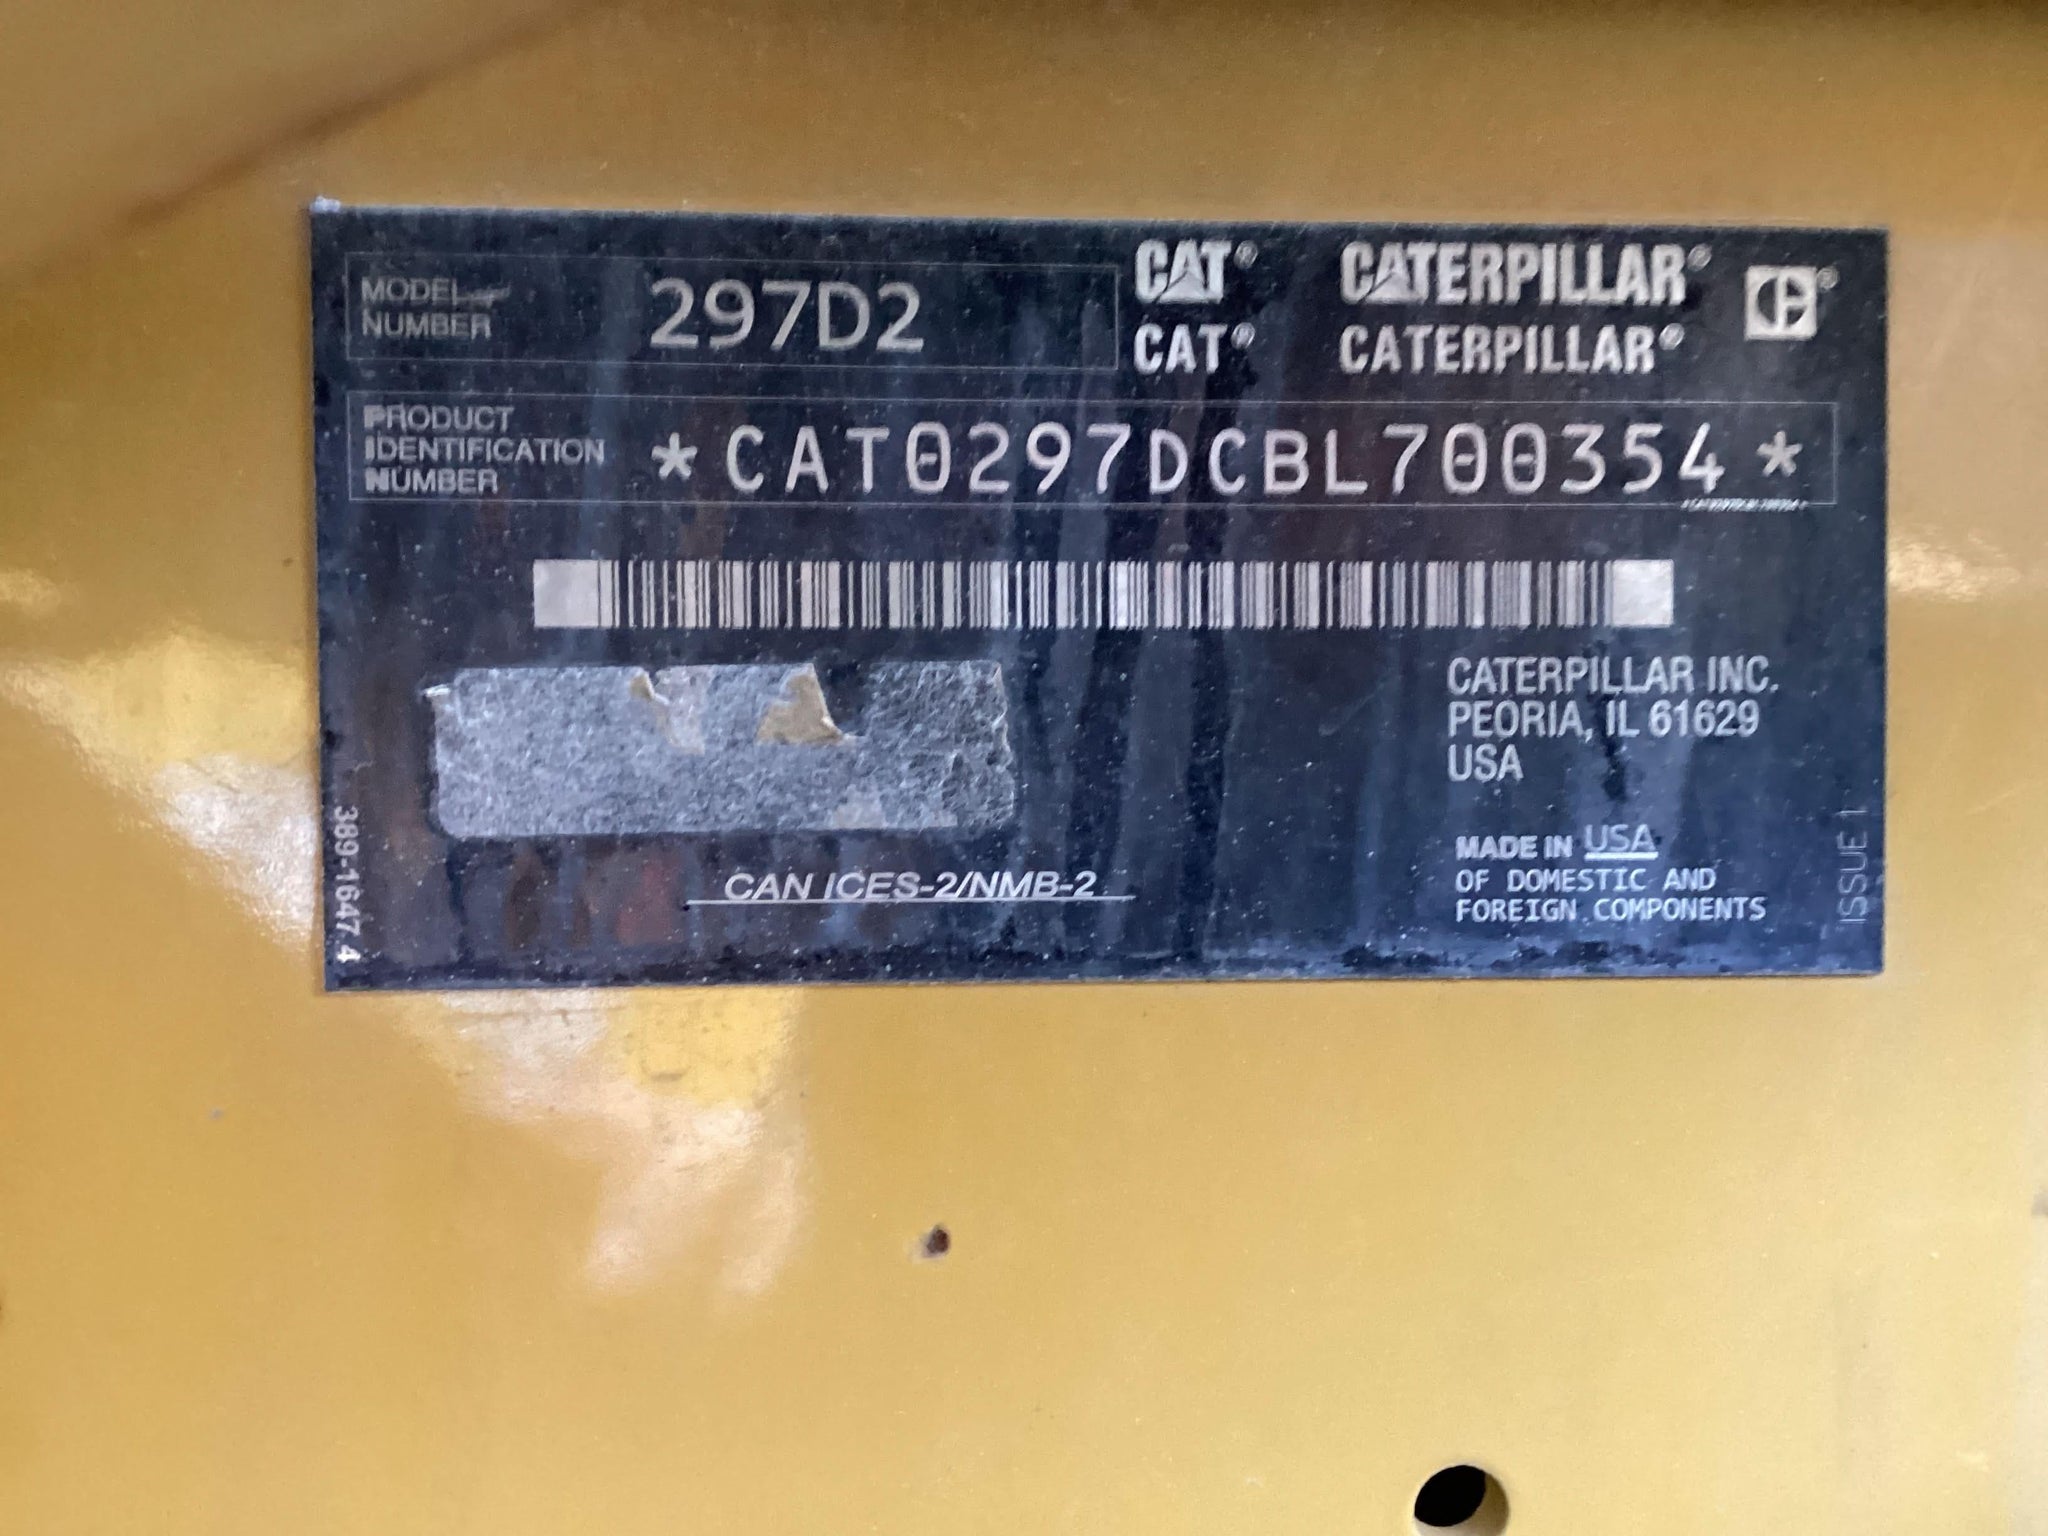 MODEL
NUMBER
297D2
CAT® CATERPILLAR®
CAT® CATERPILLAR®
PRODUCT
IDENTIFICATION
NUMBER
*CAT0297DCBL700354*
*CAT0297DCBL700354*
CATERPILLAR INC.
PEORIA, IL 61629
USA
MADE IN USA
OF DOMESTIC AND
FOREIGN COMPONENTS
CAN ICES-2/NMB-2
389-1647 4
ISSUE 1